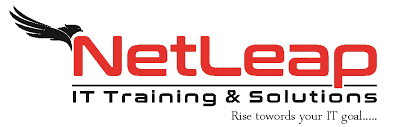 NetLeap
IT Training & Solutions
Rise towords your IT goal.....